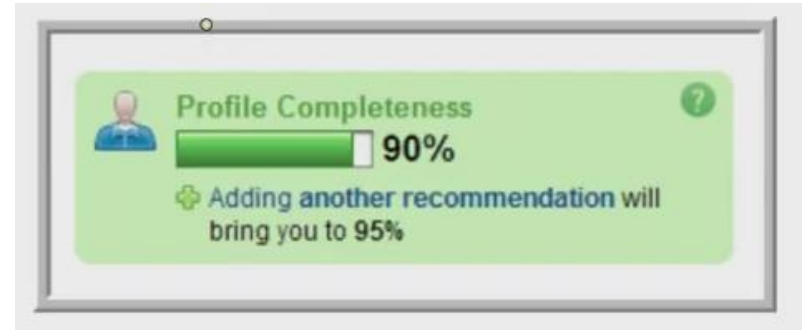 Profile Completeness
90%
Adding another recommendation will
bring you to 95%